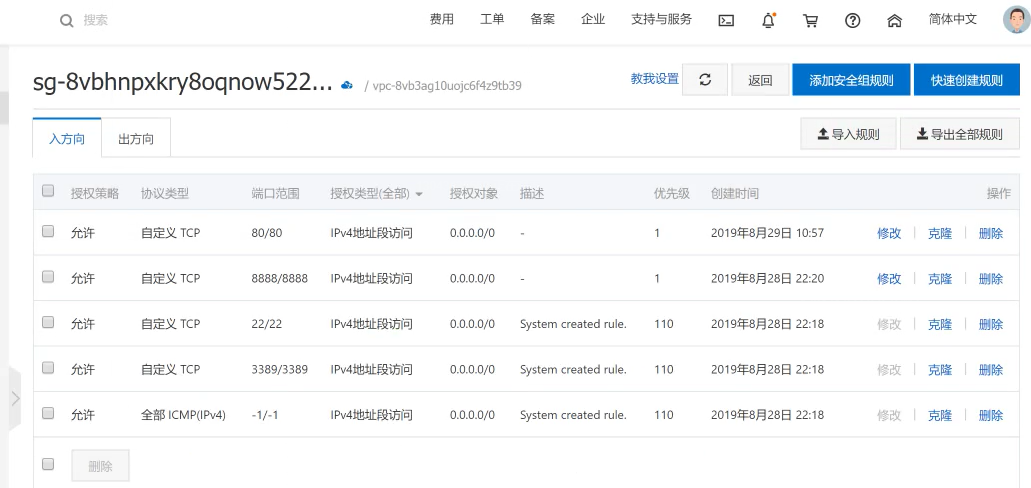 搜索 费用 工单 备案 企业 支持与服务 简体中文
sg-8vbhnpxkry8oqnow522... / vpc-8vb3ag10uojc6f4z9tb39 教我设置 返回 添加安全组规则 快速创建规则
入方向 出方向 导入规则 导出全部规则
授权策略 协议类型 端口范围 授权类型(全部) 授权对象 描述 优先级 创建时间 操作
允许 自定义 TCP 80/80 IPv4地址段访问 0.0.0.0/0 - 1 2019年8月29日 10:57 修改 克隆 删除
允许 自定义 TCP 8888/8888 IPv4地址段访问 0.0.0.0/0 - 1 2019年8月28日 22:20 修改 克隆 删除
允许 自定义 TCP 22/22 IPv4地址段访问 0.0.0.0/0 System created rule. 110 2019年8月28日 22:18 修改 克隆 删除
允许 自定义 TCP 3389/3389 IPv4地址段访问 0.0.0.0/0 System created rule. 110 2019年8月28日 22:18 修改 克隆 删除
允许 全部 ICMP(IPv4) -1/-1 IPv4地址段访问 0.0.0.0/0 System created rule. 110 2019年8月28日 22:18 修改 克隆 删除
删除